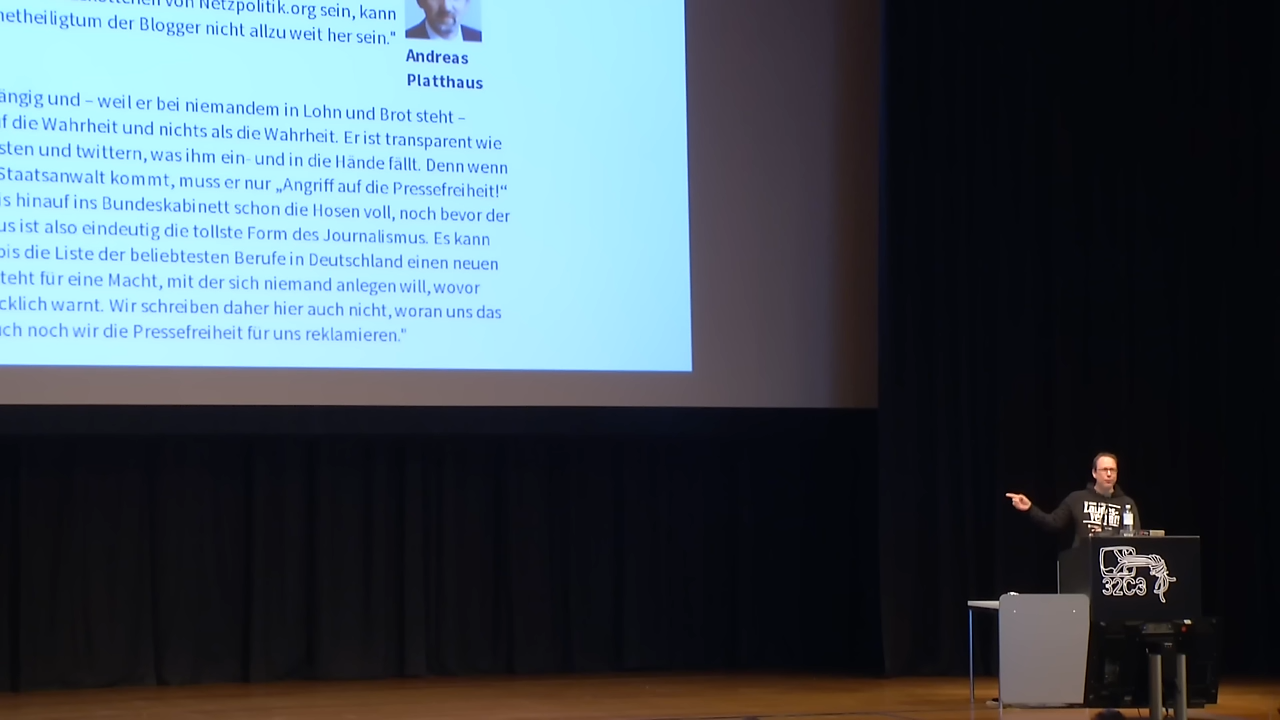 von Netzpolitik.org sein, kann
der Blogger nicht allzu weit her sein."
Andreas
Platthaus
ängig und – weil er bei niemandem in Lohn und Brot steht –
f die Wahrheit und nichts als die Wahrheit. Er ist transparent wie
sten und twittern, was ihm ein- und in die Hände fällt. Denn wenn
Staatsanwalt kommt, muss er nur „Angriff auf die Pressefreiheit!“
is hinauf ins Bundeskabinett schon die Hosen voll, noch bevor der
us ist also eindeutig die tollste Form des Journalismus. Es kann
bis die Liste der beliebtesten Berufe in Deutschland einen neuen
teht für eine Macht, mit der sich niemand anlegen will, wovor
cklich warnt. Wir schreiben daher hier auch nicht, woran uns das
uch noch wir die Pressefreiheit für uns reklamieren."
32C3